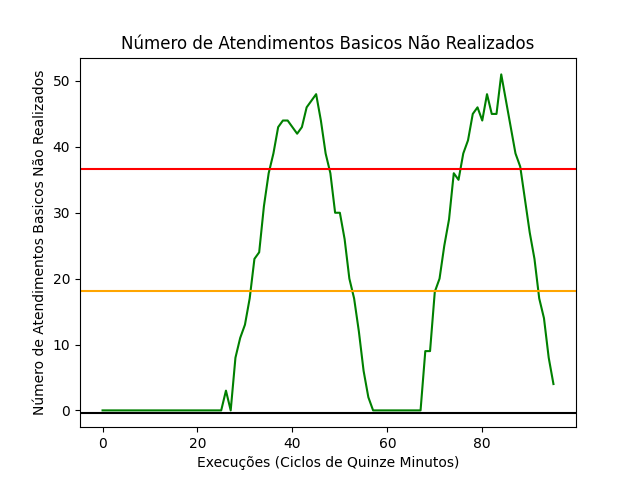 Número de Atendimentos Basicos Não Realizados
Número de Atendimentos Basicos Não Realizados
50
40
30
20
10
0
0 20 40 60 80
Execuções (Ciclos de Quinze Minutos)